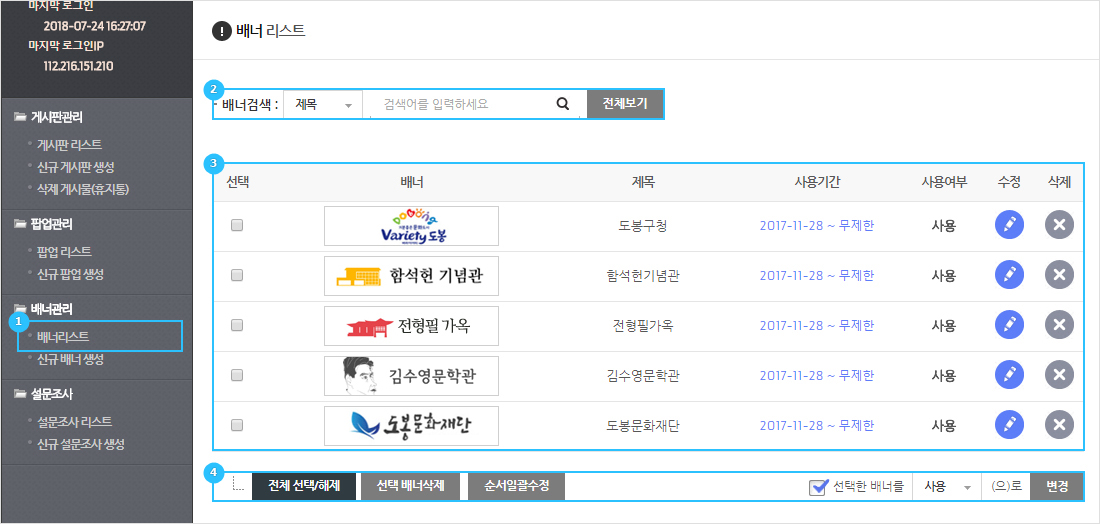 마지막 로그인
2018-07-24 16:27:07
마지막 로그인IP
112.216.151.210
게시판관리
게시판 리스트
신규 게시판 생성
삭제 게시물(휴지통)
팝업관리
팝업 리스트
신규 팝업 생성
배너관리
1
배너리스트
신규 배너 생성
설문조사
설문조사 리스트
신규 설문조사 생성
! 배너 리스트
2
배너검색 : 제목 검색어를 입력하세요 전체보기
3
선택 배너 제목 사용기간 사용여부 수정 삭제
Variety 도봉 도봉구청 2017-11-28 ~ 무제한 사용
함석헌 기념관 함석헌기념관 2017-11-28 ~ 무제한 사용
전형필 가옥 전형필가옥 2017-11-28 ~ 무제한 사용
김수영문학관 김수영문학관 2017-11-28 ~ 무제한 사용
도봉문화재단 도봉문화재단 2017-11-28 ~ 무제한 사용
4
전체 선택/해제 선택 배너삭제 순서일괄수정 선택한 배너를 사용 (으)로 변경